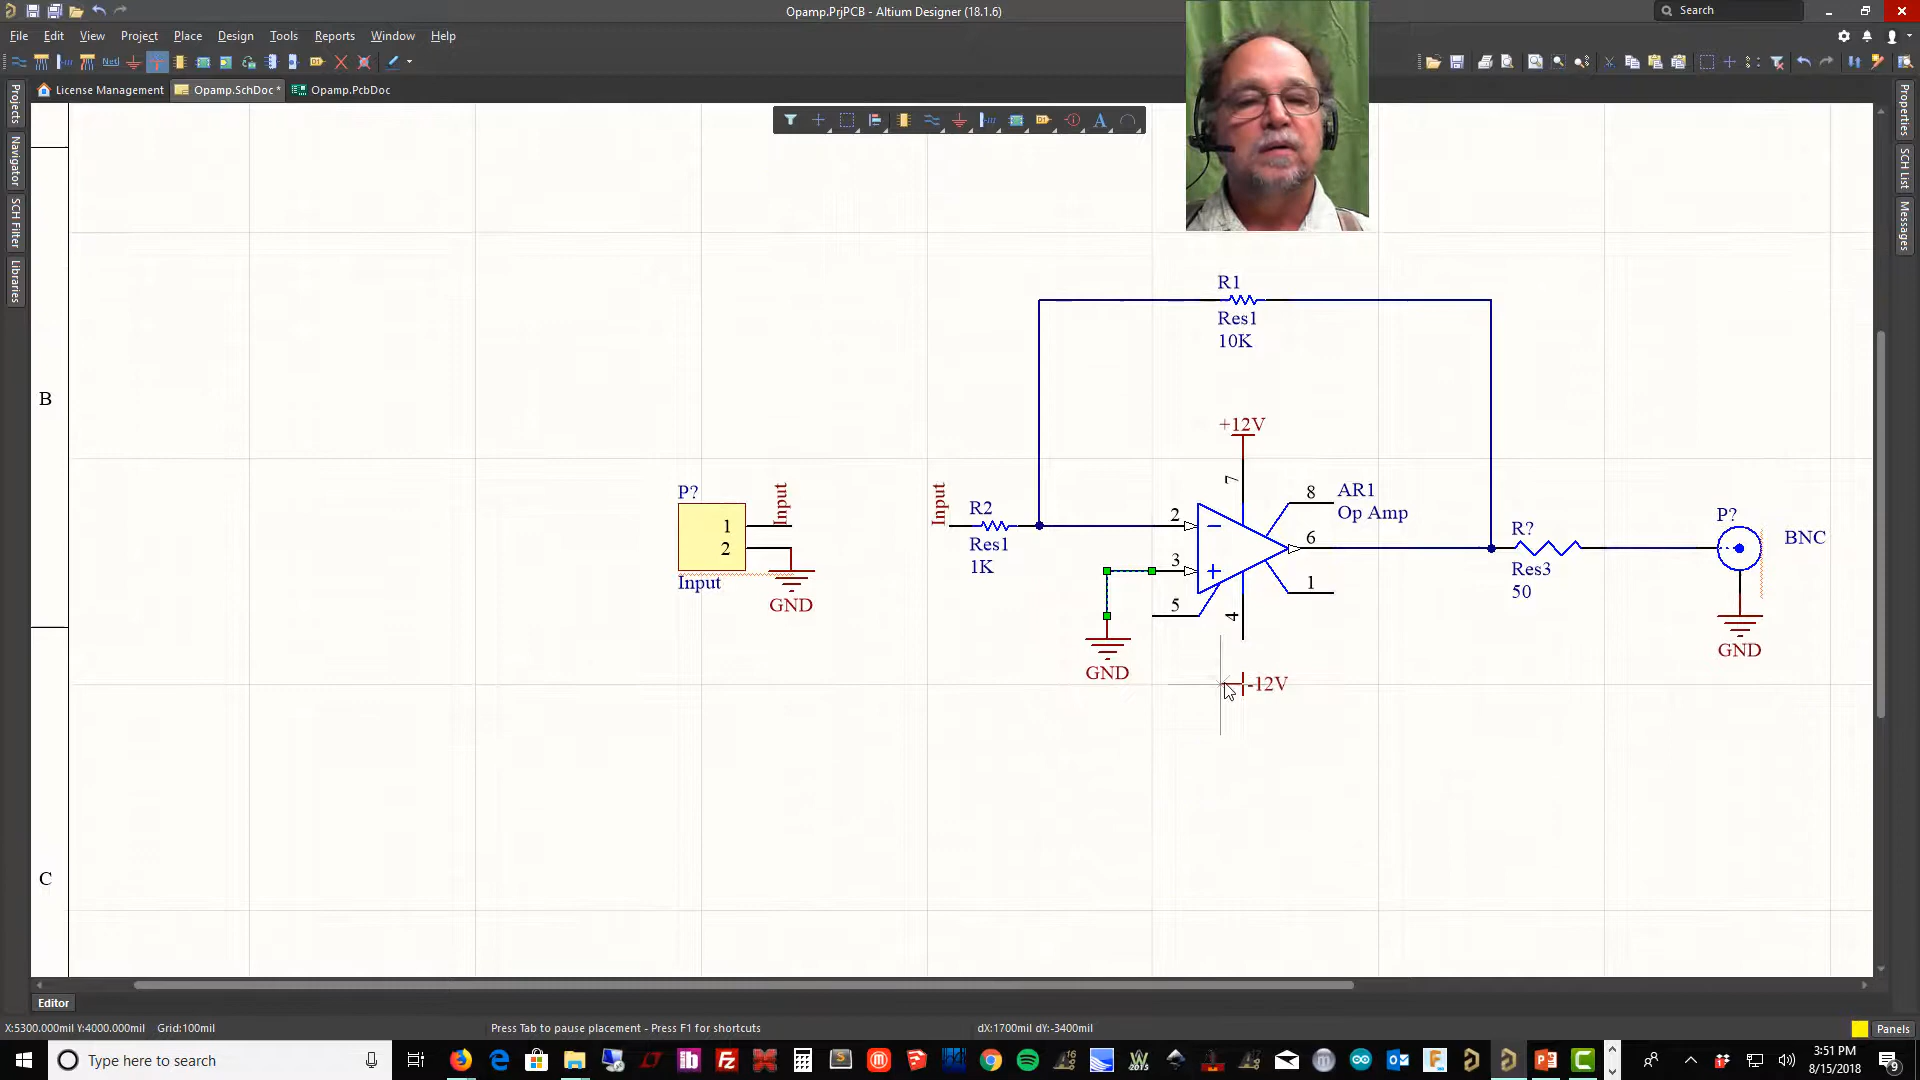 Opamp.PrjPCB - Altium Designer (18.1.6)
Search
File Edit View Project Place Design Tools Reports Window Help
Net
License Management
Opamp.SchDoc *
Opamp.PcbDoc
Projects
Navigator
SCH Filter
Libraries
Properties
SCH List
Messages
A
B
C
R1
Res1
10K
+12V
7
P?
1
2
Input
Input
GND
Input
R2
Res1
1K
2
3
5
4
8
6
1
AR1
Op Amp
GND
-12V
R?
Res3
50
P?
BNC
GND
Editor
X:5300.000mil Y:4000.000mil Grid:100mil
Press Tab to pause placement - Press F1 for shortcuts
dX:1700mil dY:-3400mil
Panels
Type here to search
3:51 PM
8/15/2018
9